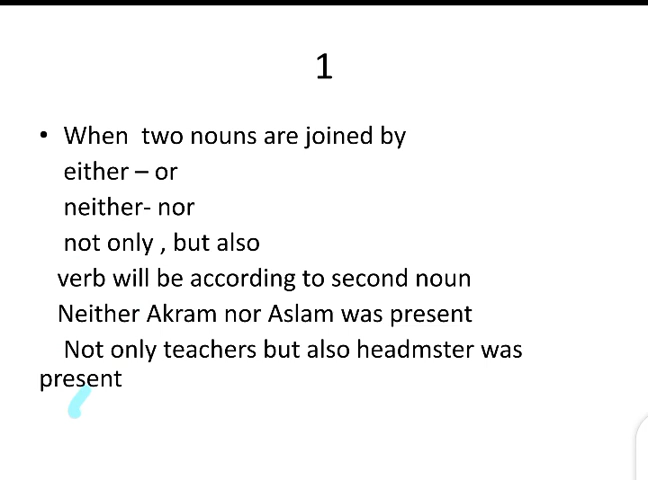 1
• When two nouns are joined by
either – or
neither- nor
not only , but also
verb will be according to second noun
Neither Akram nor Aslam was present
Not only teachers but also headmster was
present